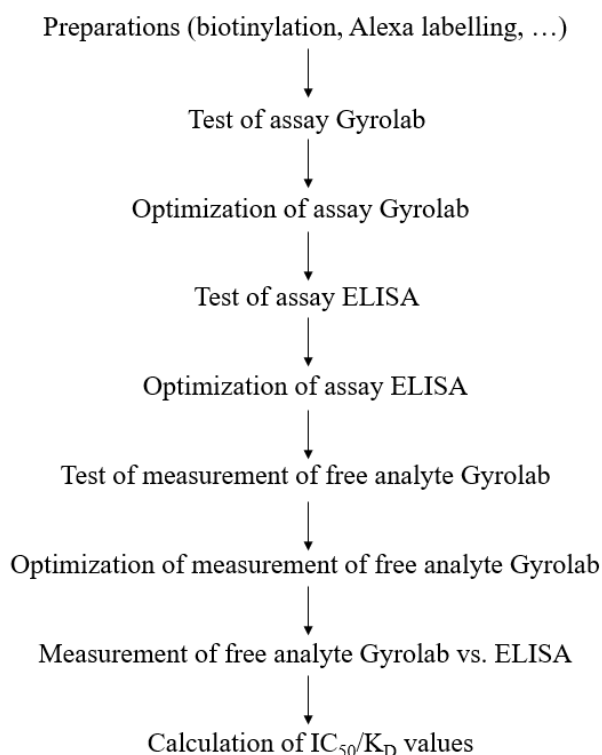 Preparations (biotinylation, Alexa labelling, …)
Test of assay Gyrolab
Optimization of assay Gyrolab
Test of assay ELISA
Optimization of assay ELISA
Test of measurement of free analyte Gyrolab
Optimization of measurement of free analyte Gyrolab
Measurement of free analyte Gyrolab vs. ELISA
Calculation of IC₅₀/K_D values